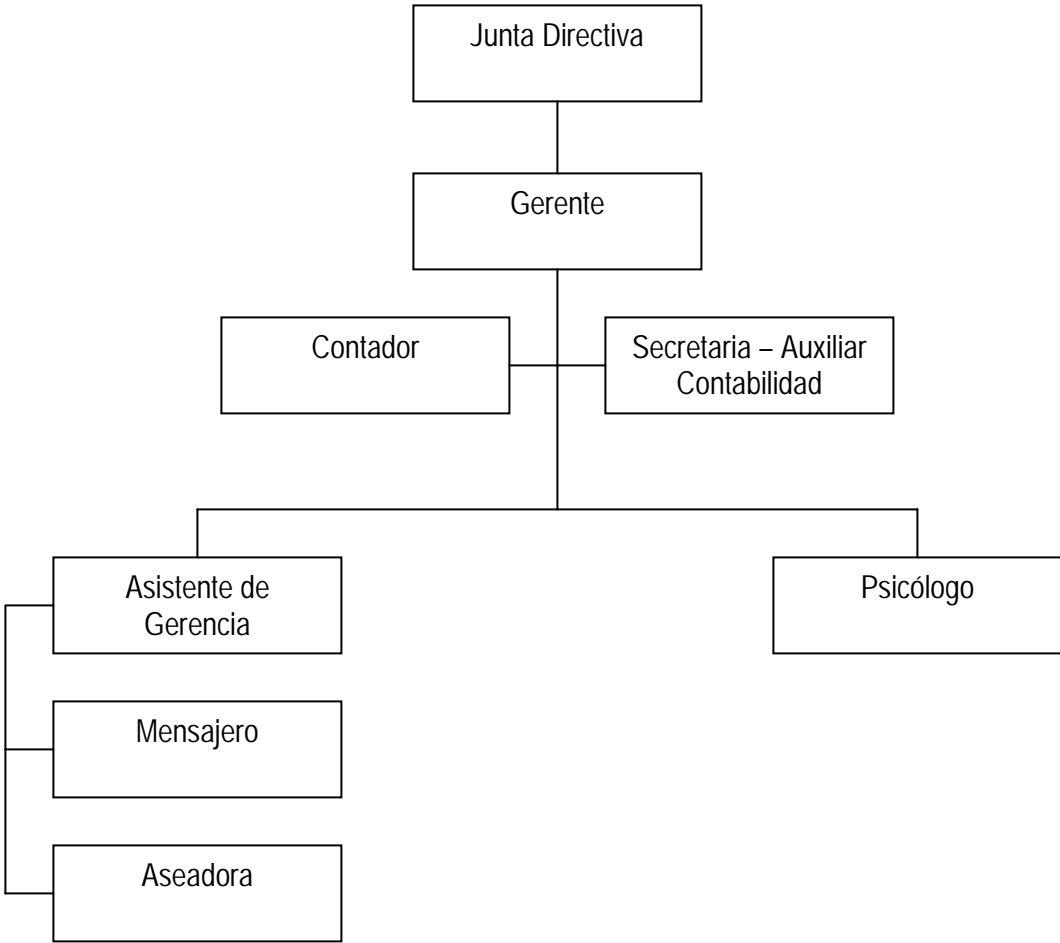 Junta Directiva
Gerente
Contador
Secretaria – Auxiliar
Contabilidad
Asistente de
Gerencia
Psicólogo
Mensajero
Aseadora